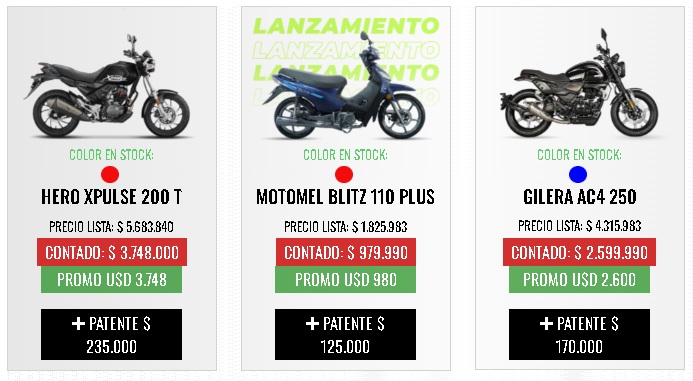 COLOR EN STOCK:
HERO XPULSE 200 T
PRECIO LISTA: $ 5.683.840
CONTADO: $ 3.748.000
PROMO USD 3.748
+ PATENTE $
235.000
LANZAMIENTO
LANZAMIENTO
LANZAMIENTO
COLOR EN STOCK:
MOTOMEL BLITZ 110 PLUS
PRECIO LISTA: $ 1.825.983
CONTADO: $ 979.990
PROMO USD 980
+ PATENTE $
125.000
COLOR EN STOCK:
GILERA AC4 250
PRECIO LISTA: $ 4.315.983
CONTADO: $ 2.599.990
PROMO USD 2.600
+ PATENTE $
170.000